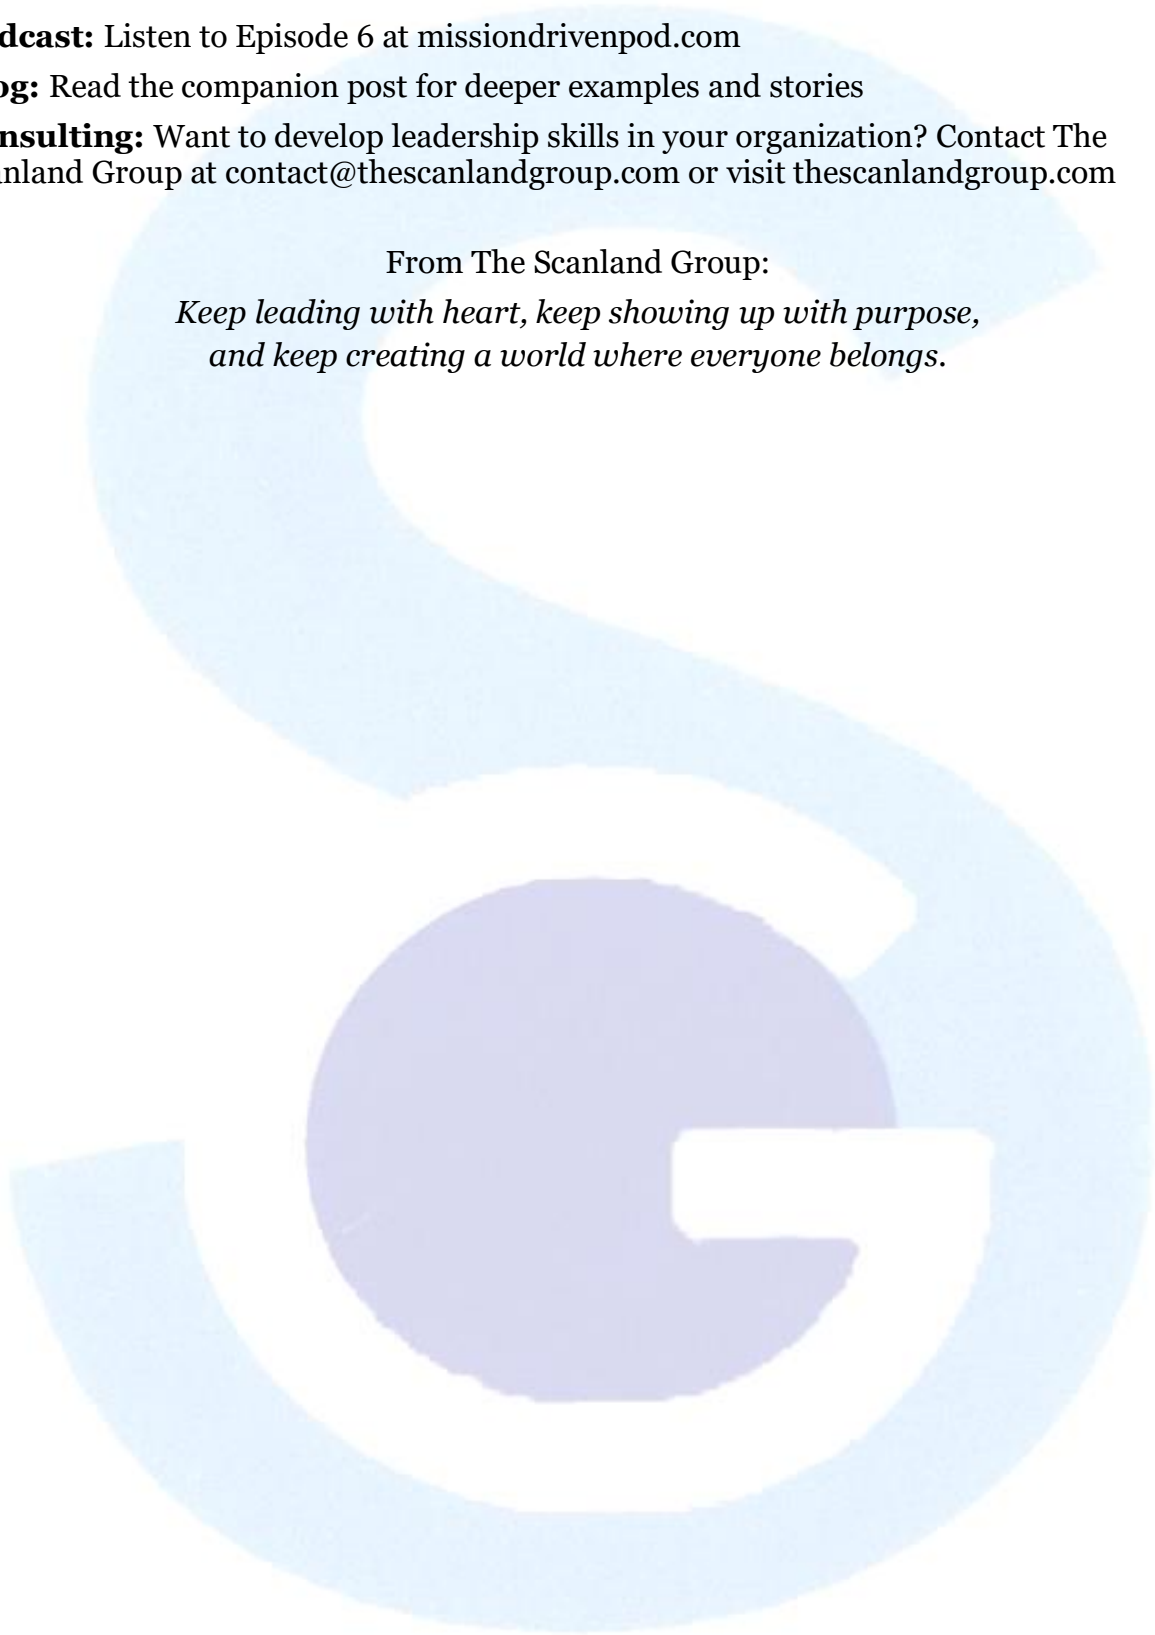 dcast: Listen to Episode 6 at missiondrivenpod.com
og: Read the companion post for deeper examples and stories
nsulting: Want to develop leadership skills in your organization? Contact The
nland Group at contact@thescanlandgroup.com or visit thescanlandgroup.com
From The Scanland Group:
Keep leading with heart, keep showing up with purpose,
and keep creating a world where everyone belongs.
SG